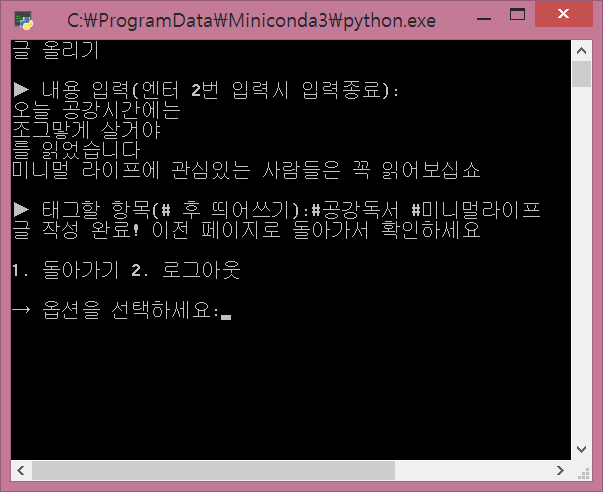 C:₩ProgramData₩Miniconda3₩python.exe
글 올리기
▶ 내용 입력(엔터 2번 입력시 입력종료):
오늘 공강시간에는
조그맣게 살거야
를 읽었습니다
미니멀 라이프에 관심있는 사람들은 꼭 읽어보십쇼
▶ 태그할 항목(# 후 띄어쓰기):#공강독서 #미니멀라이프
글 작성 완료! 이전 페이지로 돌아가서 확인하세요
1. 돌아가기 2. 로그아웃
→ 옵션을 선택하세요: